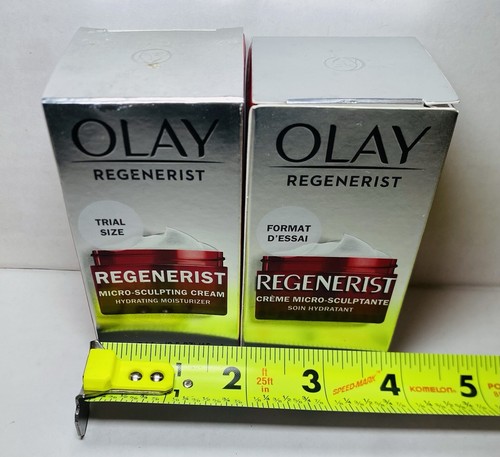 OLAY
REGENERIST
TRIAL
SIZE
REGENERIST
MICRO-SCULPTING CREAM
HYDRATING MOISTURIZER
OLAY
REGENERIST
FORMAT
D'ESSAI
REGENERIST
CRÈME MICRO-SCULPTANTE
SOIN HYDRATANT
2 ft 25ft in 3 SPEED-MARK 4 KOMELON 5